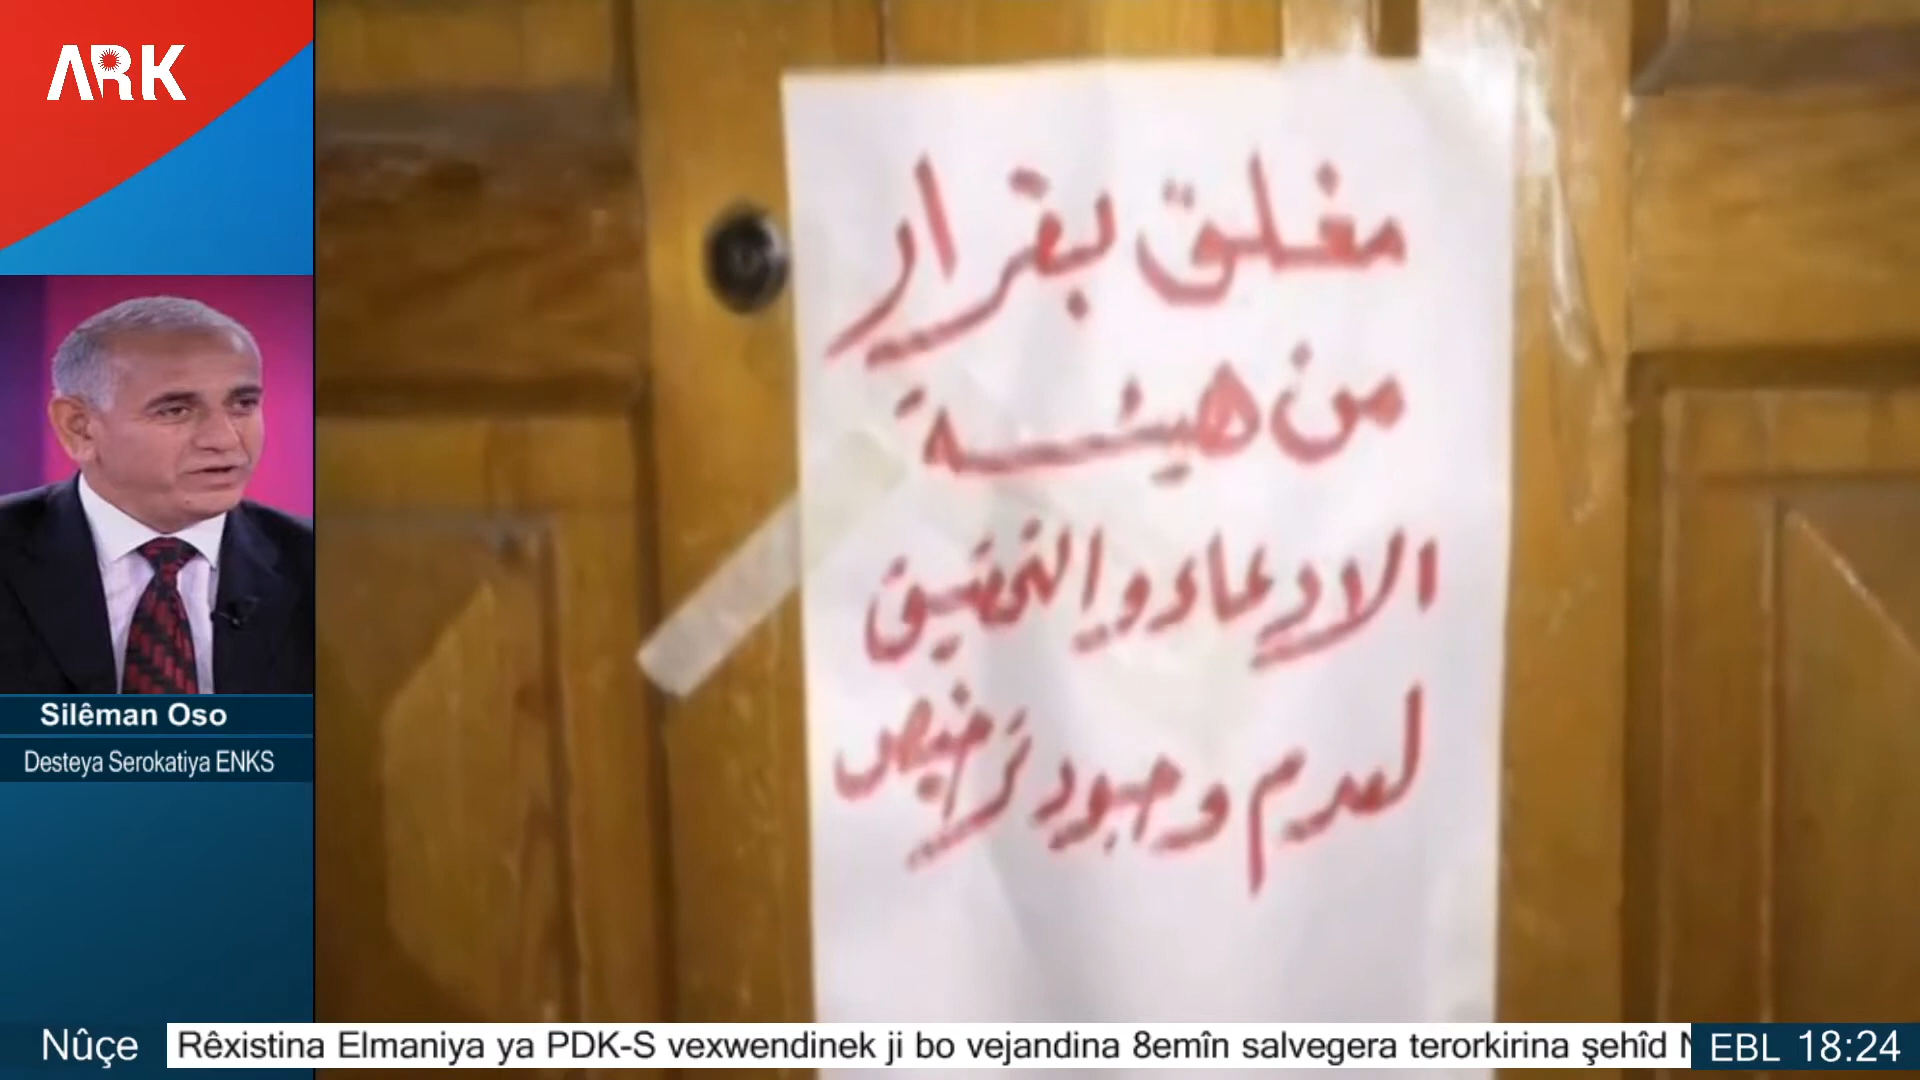 ARK
مغلق بقرار
من هيئة
الادعاء والتحقيق
لعدم وجود ترخيص
Silêman Oso
Desteya Serokatiya ENKS
Nûçe
Rêxistina Elmaniya ya PDK-S vexwendinek ji bo vejandina 8emîn salvegera terorkirina şehîd
EBL 18:24